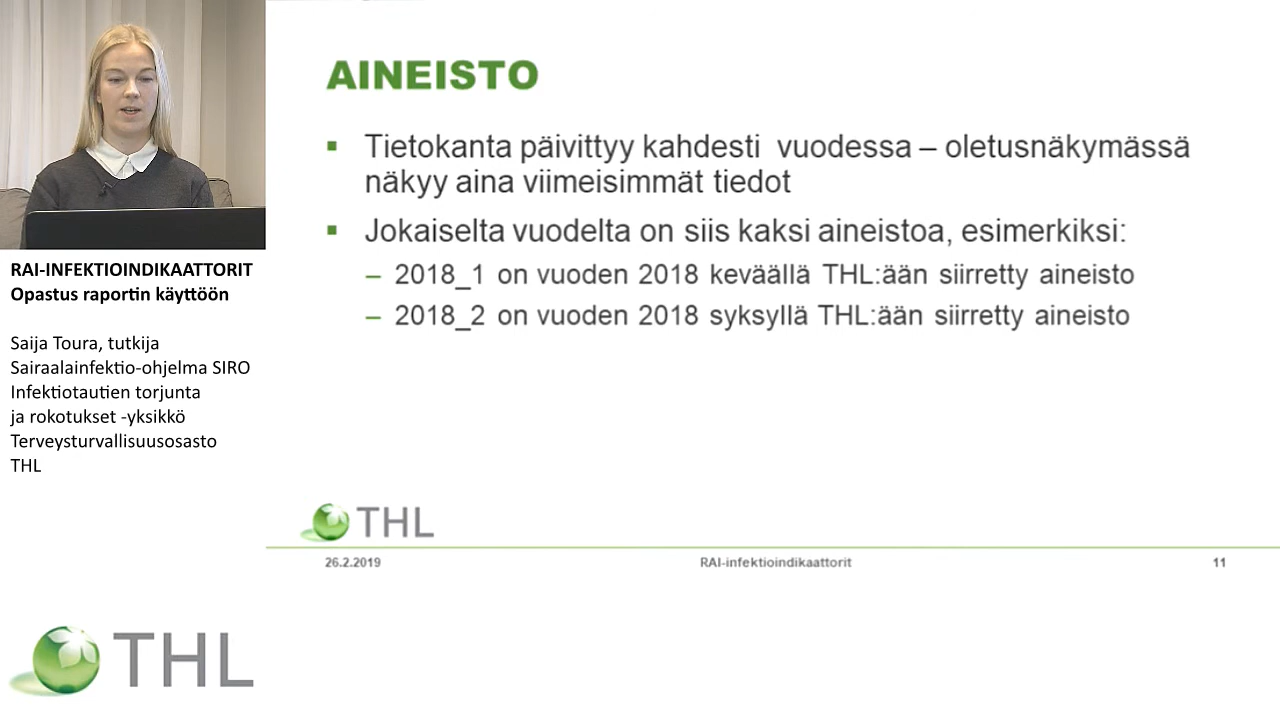 RAI-INFEKTIOINDIKAATTORIT
Opastus raportin käyttöön
Saija Toura, tutkija
Sairaalainfektio-ohjelma SIRO
Infektiotautien torjunta
ja rokotukset -yksikkö
Terveysturvallisuusosasto
THL
THL
AINEISTO
▪ Tietokanta päivittyy kahdesti vuodessa – oletusnäkymässä
näkyy aina viimeisimmät tiedot
▪ Jokaiselta vuodelta on siis kaksi aineistoa, esimerkiksi:
– 2018_1 on vuoden 2018 keväällä THL:ään siirretty aineisto
– 2018_2 on vuoden 2018 syksyllä THL:ään siirretty aineisto
THL
26.2.2019 RAI-infektioindikaattorit 11